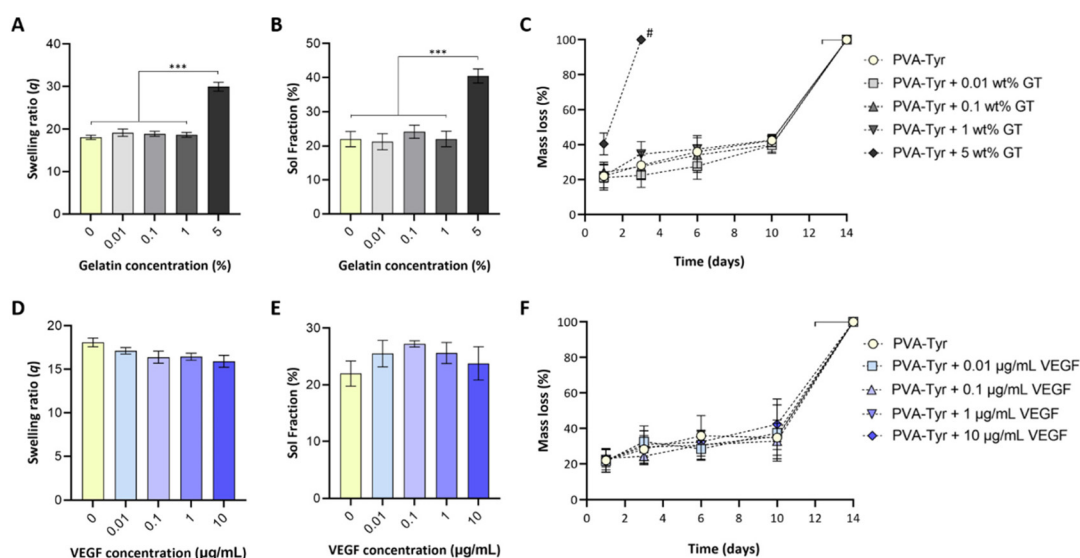 A
Swelling ratio (q)
40
30
20
10
0
***
0
0.01
0.1
1
5
Gelatin concentration (%)
B
Sol Fraction (%)
50
40
30
20
10
0
***
0
0.01
0.1
1
5
Gelatin concentration (%)
C
Mass loss (%)
100
80
60
40
20
0
#
0 2 4 6 8 10 12 14
Time (days)
PVA-Tyr
PVA-Tyr + 0.01 wt% GT
PVA-Tyr + 0.1 wt% GT
PVA-Tyr + 1 wt% GT
PVA-Tyr + 5 wt% GT
D
Swelling ratio (q)
20
15
10
5
0
0
0.01
0.1
1
10
VEGF concentration (µg/mL)
E
Sol Fraction (%)
30
20
10
0
0
0.01
0.1
1
10
VEGF concentration (µg/mL)
F
Mass loss (%)
100
80
60
40
20
0
0 2 4 6 8 10 12 14
Time (days)
PVA-Tyr
PVA-Tyr + 0.01 µg/mL VEGF
PVA-Tyr + 0.1 µg/mL VEGF
PVA-Tyr + 1 µg/mL VEGF
PVA-Tyr + 10 µg/mL VEGF